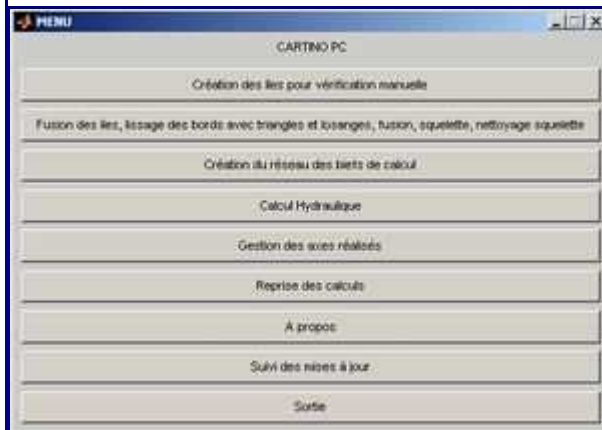 MENU
CARTINO PC
Création des îles pour vérification manuelle
Fusion des îles, lissage des bords avec triangles et losanges, fusion, squelette, nettoyage squelette
Création du réseau des biefs de calcul
Calcul Hydraulique
Gestion des axes réalisés
Reprise des calculs
A propos
Suivi des mises à jour
Sortie